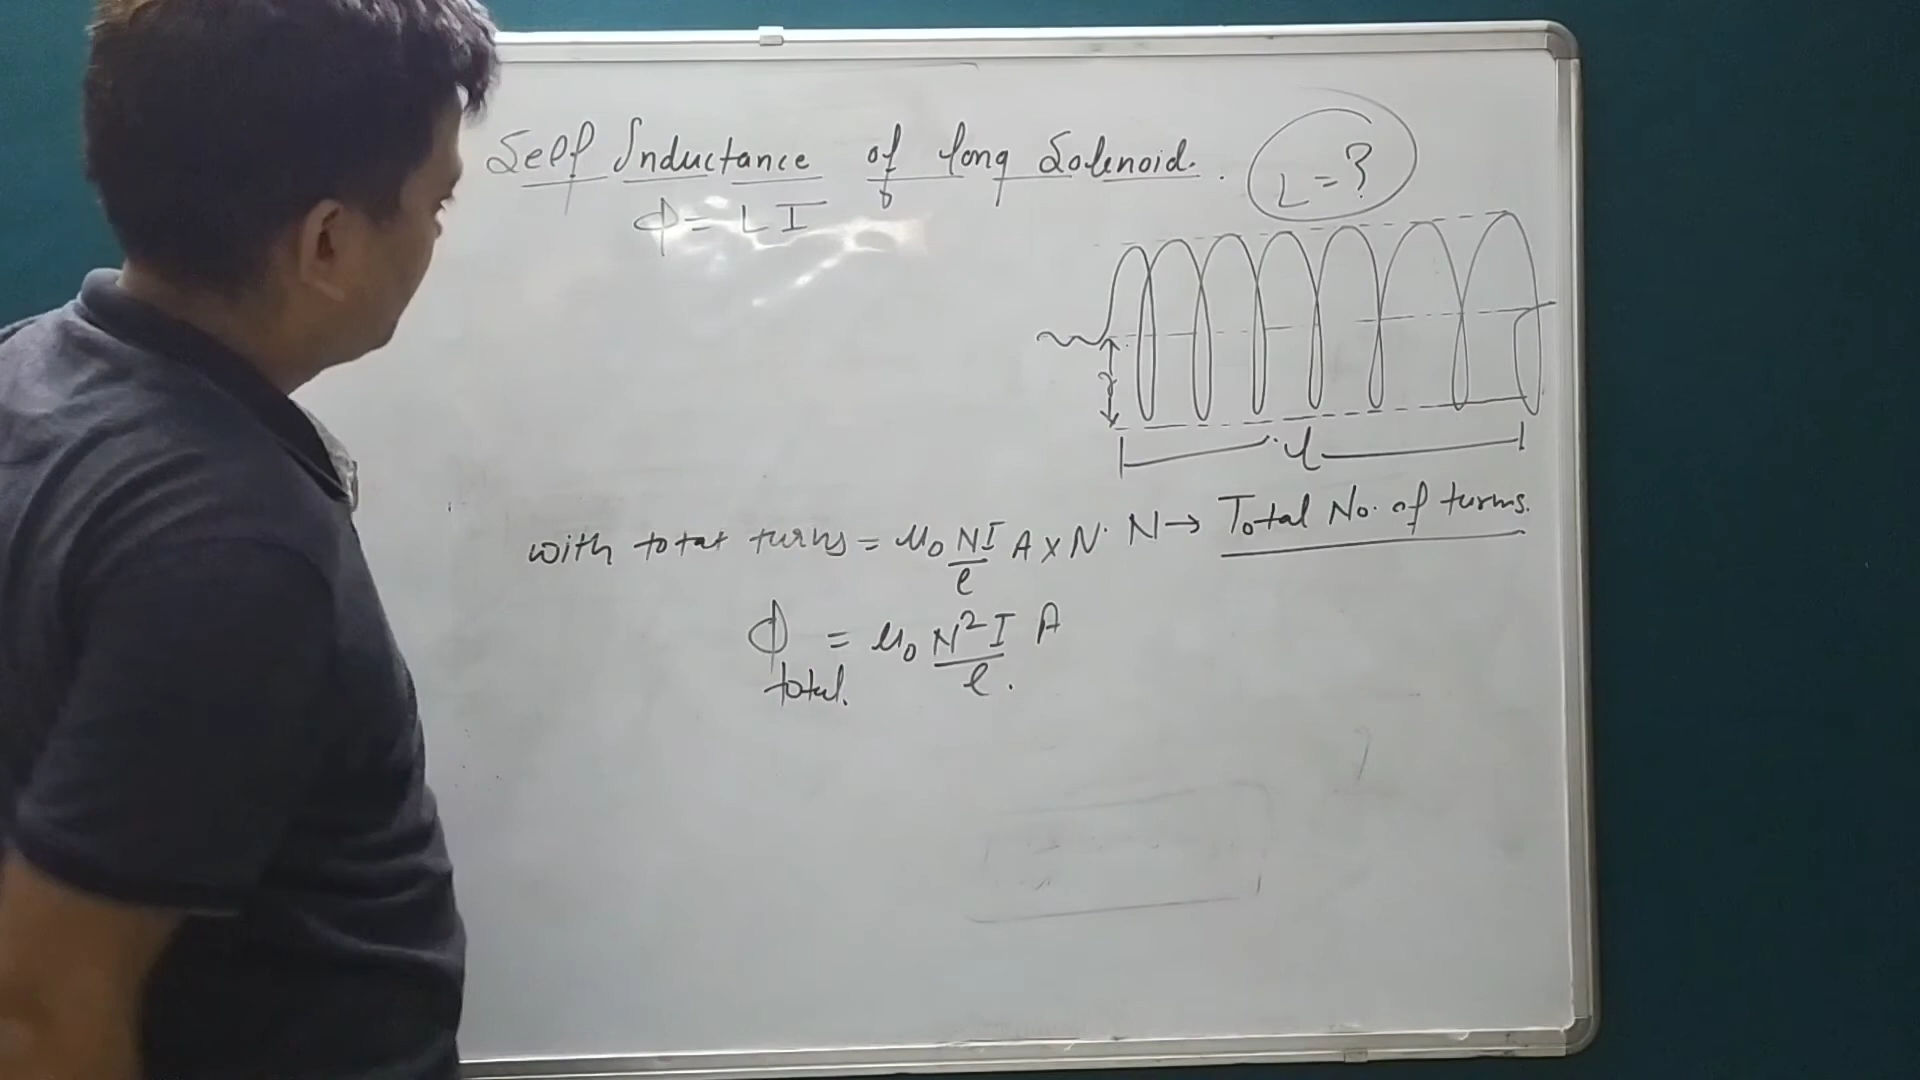 Self Inductance of long Solenoid.
L = ?
ϕ = L I
r
l
with total turns = μ₀ NI/l A × N. N → Total No. of turns.
ϕ total. = μ₀ N²I/l. A